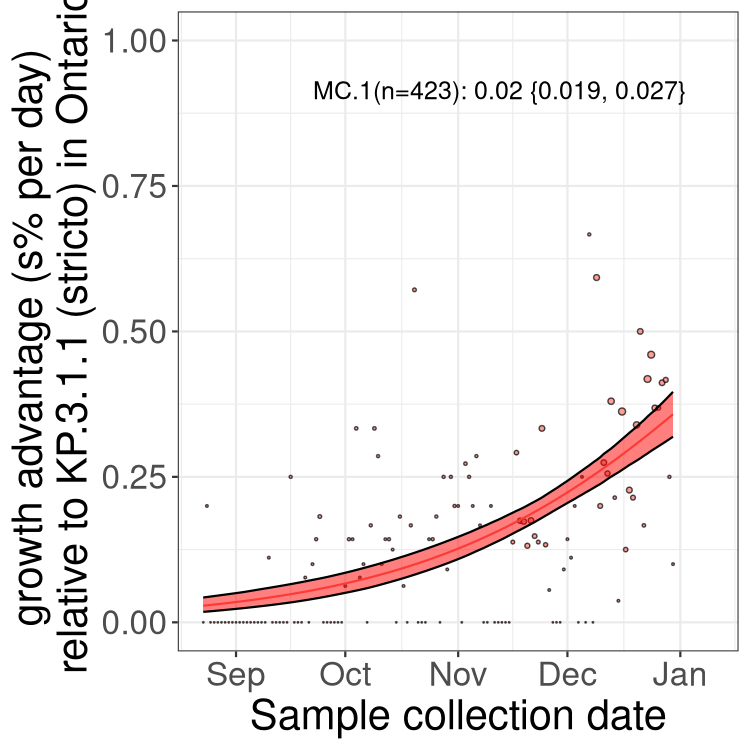 growth advantage (s% per day)
relative to KP.3.1.1 (stricto) in Ontario
1.00
0.75
0.50
0.25
0.00
MC.1(n=423): 0.02 {0.019, 0.027}
Sep Oct Nov Dec Jan
Sample collection date